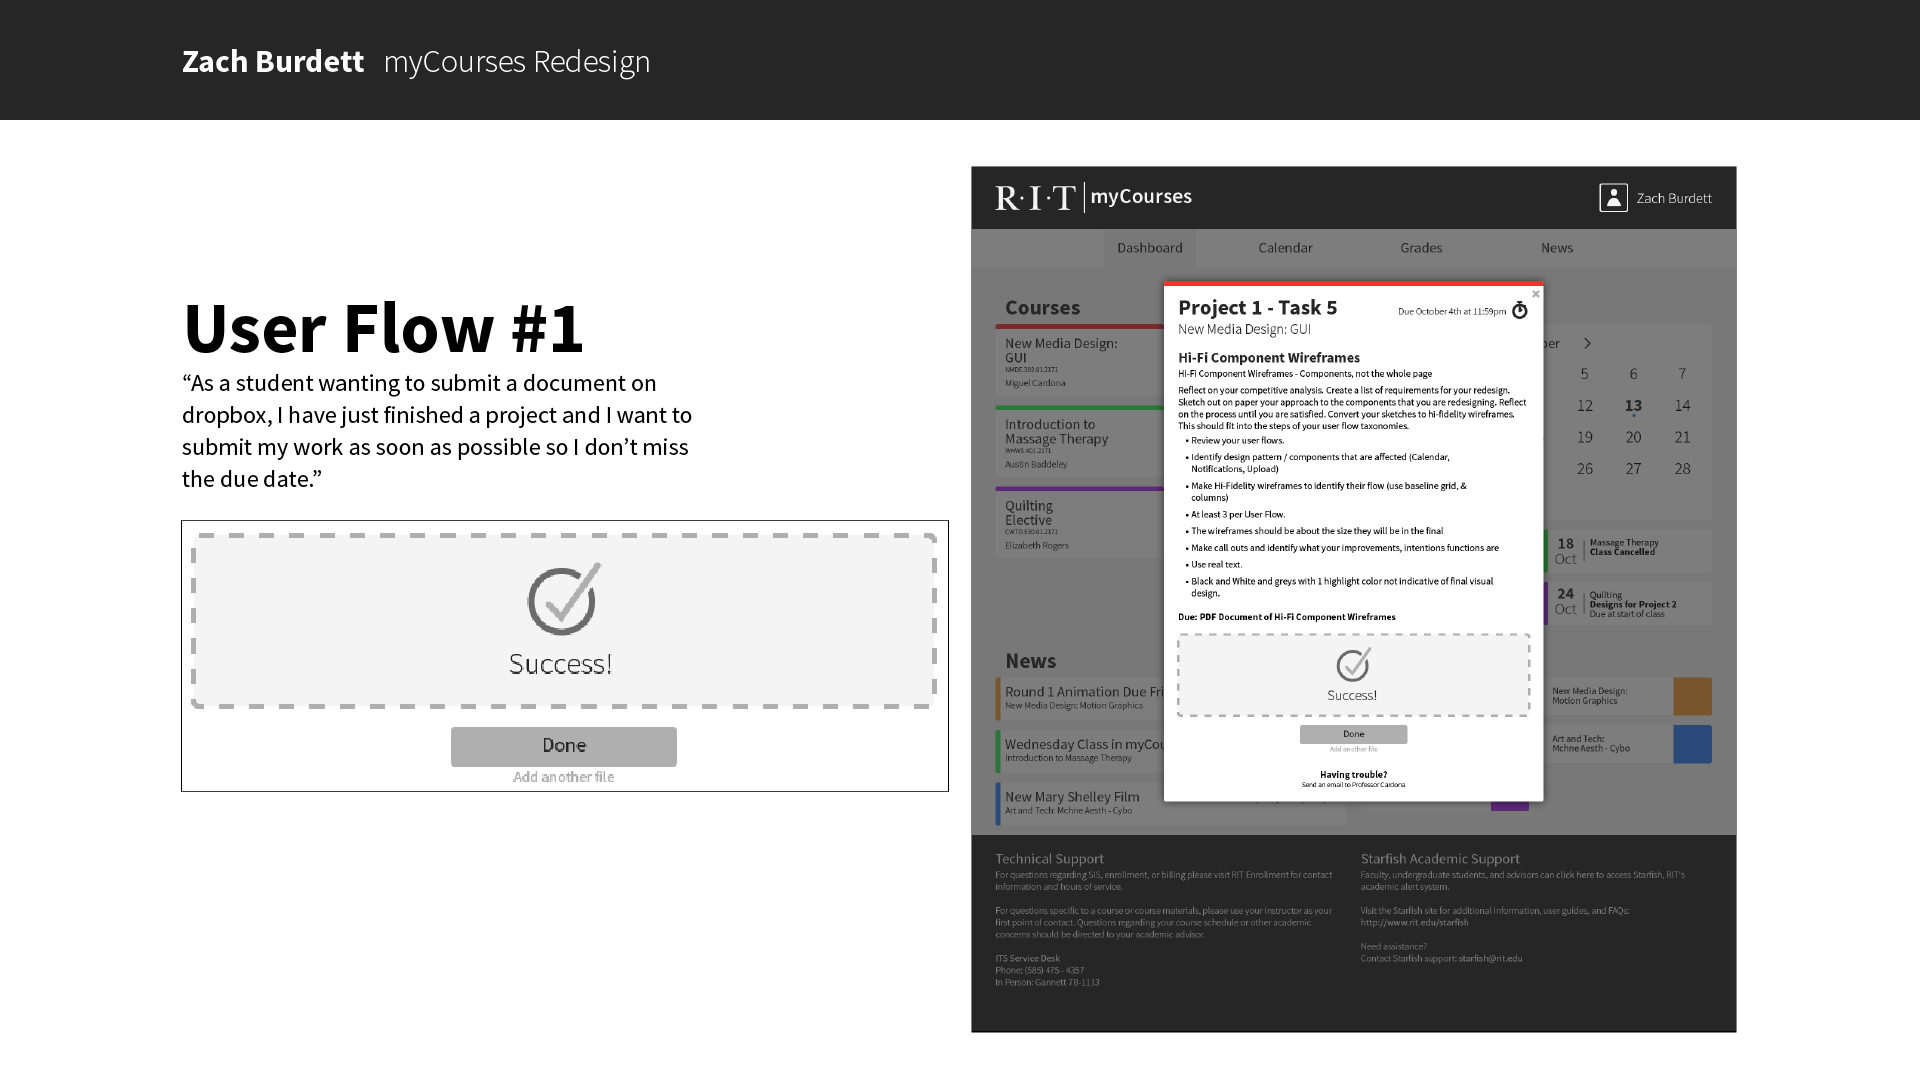 Zach Burdett myCourses Redesign
User Flow #1
“As a student wanting to submit a document on
dropbox, I have just finished a project and I want to
submit my work as soon as possible so I don’t miss
the due date.”
Success!
Done
Add another file
R·I·T myCourses
Zach Burdett
Dashboard Calendar Grades News
Courses
New Media Design:
GUI
NMDE.302.01.2171
Miguel Cardona
Introduction to
Massage Therapy
WHWS.401.2171
Austin Baddeley
Quilting
Elective
CWTD.530.01.2171
Elizabeth Rogers
Project 1 - Task 5
Due October 4th at 11:59pm
New Media Design: GUI
Hi-Fi Component Wireframes
Hi-Fi Component Wireframes - Components, not the whole page
Reflect on your competitive analysis. Create a list of requirements for your redesign.
Sketch out on paper your approach to the components that you are redesigning. Reflect
on the process until you are satisfied. Convert your sketches to hi-fidelity wireframes.
This should fit into the steps of your user flow taxonomies.
• Review your user flows.
• Identify design pattern / components that are affected (Calendar,
Notifications, Upload)
• Make Hi-Fidelity wireframes to identify their flow (use baseline grid, &
columns)
• At least 3 per User Flow.
• The wireframes should be about the size they will be in the final
• Make call outs and identify what your improvements, intentions functions are
• Use real text.
• Black and White and greys with 1 highlight color not indicative of final visual
design.
Due: PDF Document of Hi-Fi Component Wireframes
Success!
Done
Add another file
Having trouble?
Send an email to Professor Cardona
ber
5 6 7
12 13 14
19 20 21
26 27 28
18 Oct
Massage Therapy
Class Cancelled
24 Oct
Quilting
Designs for Project 2
Due at start of class
News
Round 1 Animation Due Fri
New Media Design: Motion Graphics
Wednesday Class in myCou
Introduction to Massage Therapy
New Mary Shelley Film
Art and Tech: Mchne Aesth - Cybo
New Media Design:
Motion Graphics
Art and Tech:
Mchne Aesth - Cybo
Technical Support
For questions regarding SIS, enrollment, or billing please visit RIT Enrollment for contact
information and hours of service.
For questions specific to a course or course materials, please use your instructor as your
first point of contact. Questions regarding your course schedule or other academic
concerns should be directed to your academic advisor.
ITS Service Desk
Phone: (585) 475 - 4357
In Person: Gannett 7B-1113
Starfish Academic Support
Faculty, undergraduate students, and advisors can click here to access Starfish, RIT's
academic alert system.
Visit the Starfish site for additional information, user guides, and FAQs:
http://www.rit.edu/starfish
Need assistance?
Contact Starfish support: starfish@rit.edu